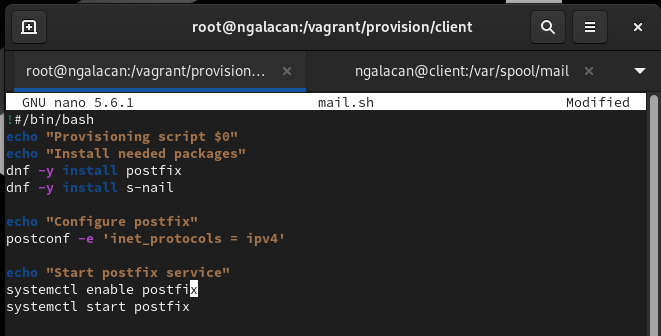 root@ngalacan:/vagrant/provision/client
root@ngalacan:/vagrant/provision...
ngalacan@client:/var/spool/mail
GNU nano 5.6.1 mail.sh Modified
!#/bin/bash
echo "Provisioning script $0"
echo "Install needed packages"
dnf -y install postfix
dnf -y install s-nail
echo "Configure postfix"
postconf -e 'inet_protocols = ipv4'
echo "Start postfix service"
systemctl enable postfix
systemctl start postfix